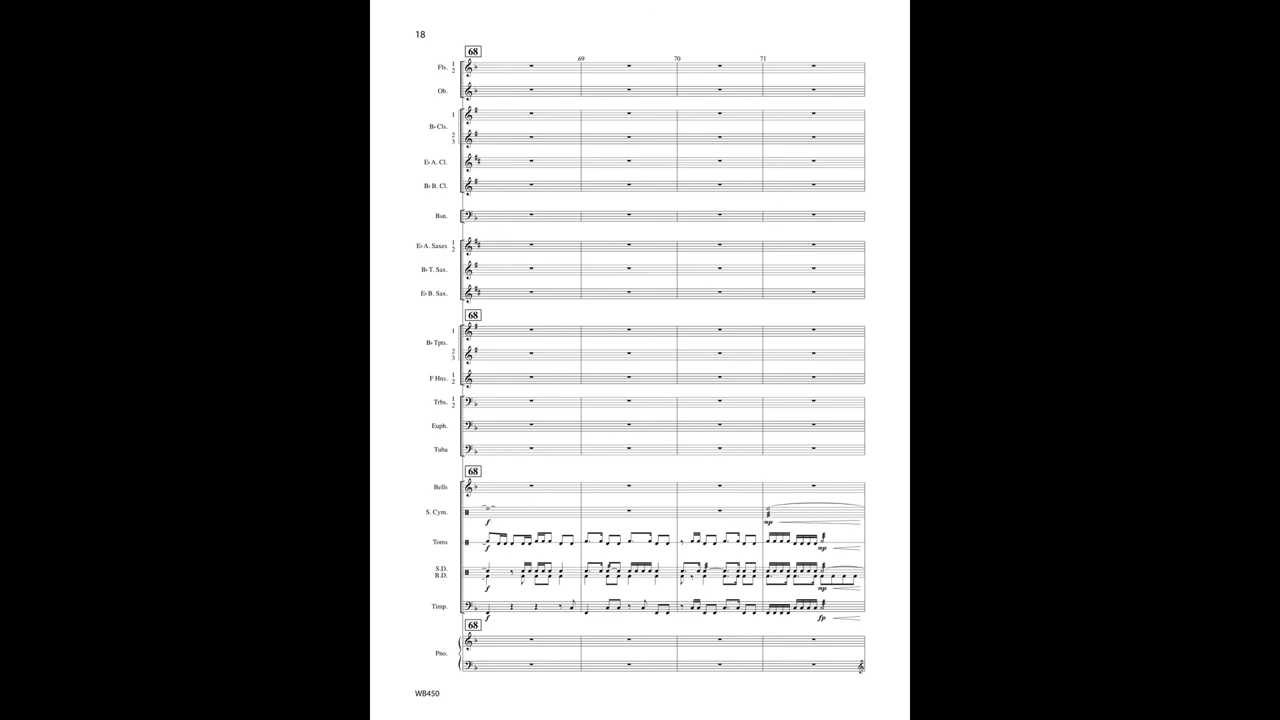 18
68
69 70 71
Fls. 1 2
Ob.
B♭ Cls. 1
2 3
E♭ A. Cl.
B♭ B. Cl.
Bsn.
E♭ A. Saxes 1 2
B♭ T. Sax.
E♭ B. Sax.
68
B♭ Tpts. 1
2 3
F Hns. 1 2
Trbs. 1 2
Euph.
Tuba
68
Bells
S. Cym.
f mp
Toms
f mp
S.D.
B.D.
f mp
Timp.
f fp
68
Pno.
WB450